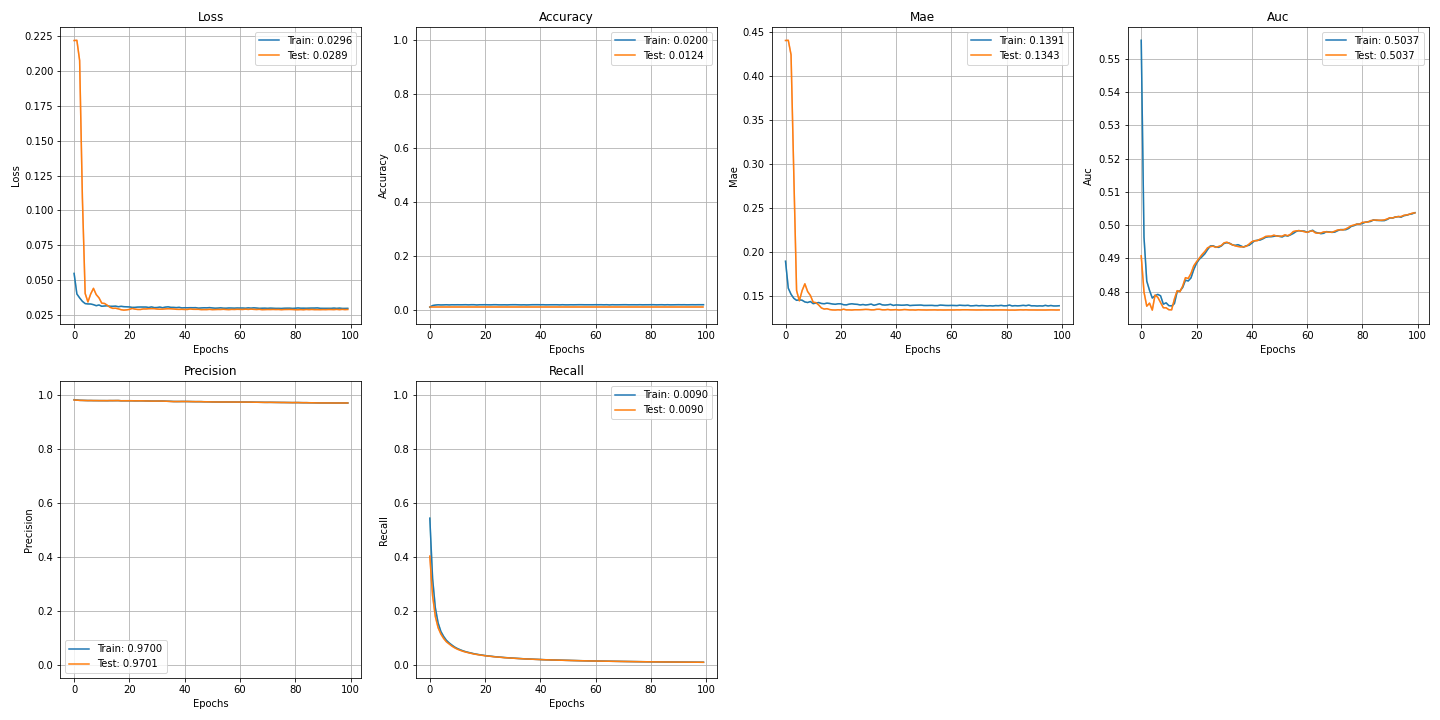 Loss
Train: 0.0296
Test: 0.0289
0.225
0.200
0.175
0.150
0.125
0.100
0.075
0.050
0.025
Loss
0 20 40 60 80 100
Epochs
Accuracy
Train: 0.0200
Test: 0.0124
1.0
0.8
0.6
0.4
0.2
0.0
Accuracy
0 20 40 60 80 100
Epochs
Mae
Train: 0.1391
Test: 0.1343
0.45
0.40
0.35
0.30
0.25
0.20
0.15
Mae
0 20 40 60 80 100
Epochs
Auc
Train: 0.5037
Test: 0.5037
0.55
0.54
0.53
0.52
0.51
0.50
0.49
0.48
Auc
0 20 40 60 80 100
Epochs
Precision
1.0
0.8
0.6
0.4
0.2
0.0
Precision
Train: 0.9700
Test: 0.9701
0 20 40 60 80 100
Epochs
Recall
Train: 0.0090
Test: 0.0090
1.0
0.8
0.6
0.4
0.2
0.0
Recall
0 20 40 60 80 100
Epochs